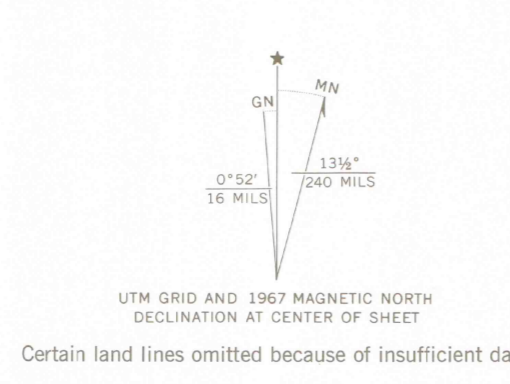 ★
MN
GN
13½°
240 MILS
0°52'
16 MILS
UTM GRID AND 1967 MAGNETIC NORTH
DECLINATION AT CENTER OF SHEET
Certain land lines omitted because of insufficient da